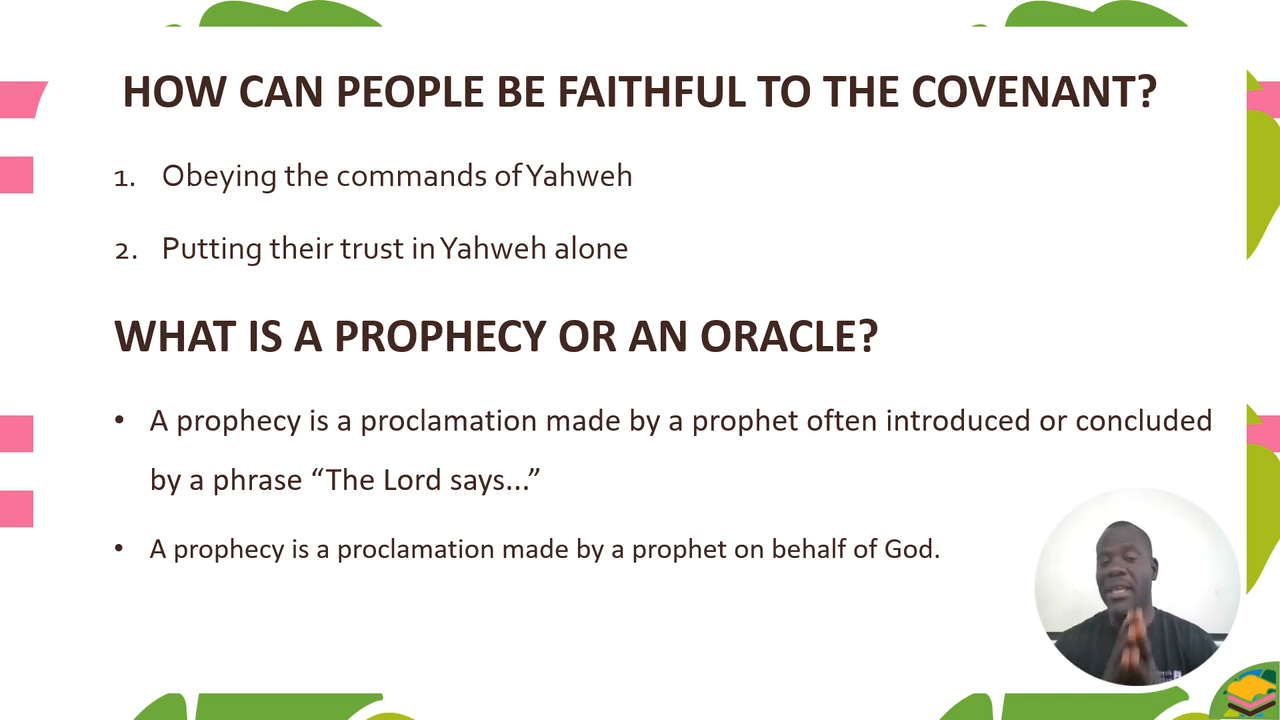 HOW CAN PEOPLE BE FAITHFUL TO THE COVENANT?
1. Obeying the commands of Yahweh
2. Putting their trust in Yahweh alone
WHAT IS A PROPHECY OR AN ORACLE?
• A prophecy is a proclamation made by a prophet often introduced or concluded
by a phrase “The Lord says...”
• A prophecy is a proclamation made by a prophet on behalf of God.